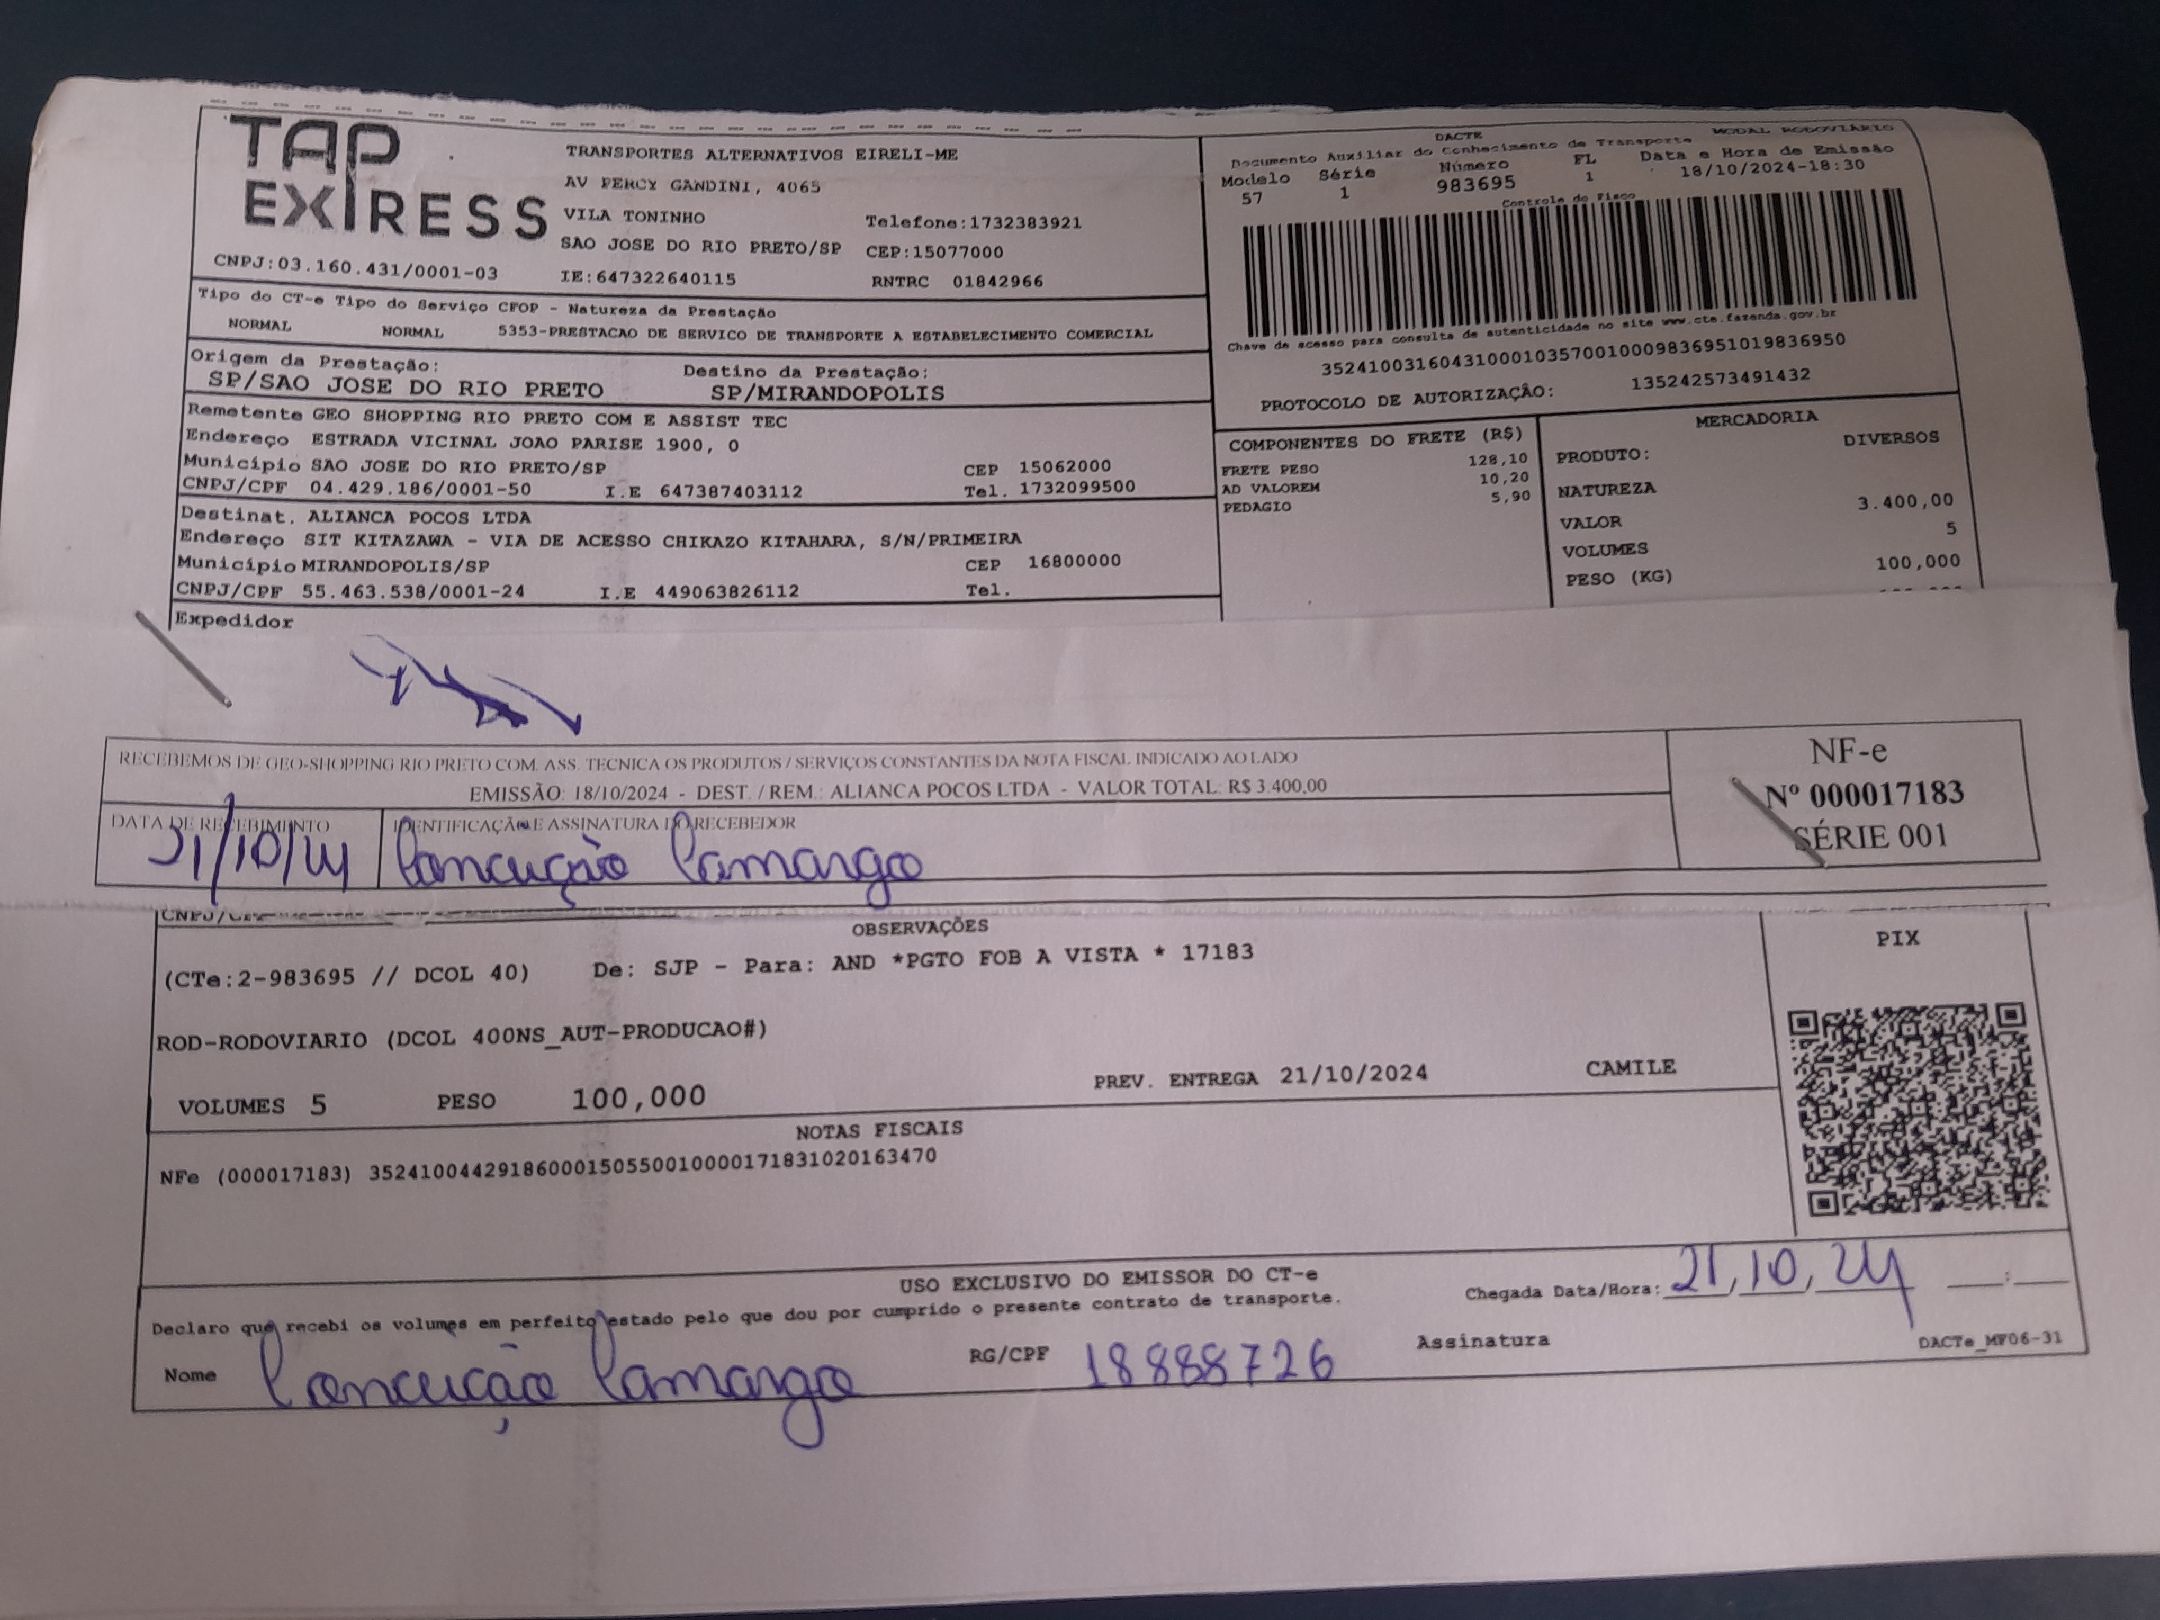 TAP EXPRESS
TRANSPORTES ALTERNATIVOS EIRELI-ME
AV PERCY GANDINI, 4065
VILA TONINHO Telefone:1732383921
SAO JOSE DO RIO PRETO/SP CEP:15077000
CNPJ:03.160.431/0001-03 IE:647322640115 RNTRC 01842966
DACTE MODAL RODOVIÁRIO
Documento Auxiliar do Conhecimento de Transporte
Modelo Série Número FL Data e Hora de Emissão
57 1 983695 1 18/10/2024-18:30
Controle do Fisco
Chave de acesso para consulta de autenticidade no site www.cte.fazenda.gov.br
35241003160431000103570010009836951019836950
PROTOCOLO DE AUTORIZAÇÂO: 135242573491432
Tipo do CT-e Tipo do Serviço CFOP - Natureza da Prestação
NORMAL NORMAL 5353-PRESTACAO DE SERVICO DE TRANSPORTE A ESTABELECIMENTO COMERCIAL
Origem da Prestação: Destino da Prestação:
SP/SAO JOSE DO RIO PRETO SP/MIRANDOPOLIS
Remetente GEO SHOPPING RIO PRETO COM E ASSIST TEC
Endereço ESTRADA VICINAL JOAO PARISE 1900, 0
Município SAO JOSE DO RIO PRETO/SP CEP 15062000
CNPJ/CPF 04.429.186/0001-50 I.E 647387403112 Tel. 1732099500
Destinat. ALIANCA POCOS LTDA
Endereço SIT KITAZAWA - VIA DE ACESSO CHIKAZO KITAHARA, S/N/PRIMEIRA
Município MIRANDOPOLIS/SP CEP 16800000
CNPJ/CPF 55.463.538/0001-24 I.E 449063826112 Tel.
Expedidor
COMPONENTES DO FRETE (R$)
FRETE PESO 128,10
AD VALOREM 10,20
PEDAGIO 5,90
MERCADORIA
PRODUTO: DIVERSOS
NATUREZA
VALOR 3.400,00
VOLUMES 5
PESO (KG) 100,000
RECEBEMOS DE GEO-SHOPPING RIO PRETO COM. ASS. TECNICA OS PRODUTOS / SERVIÇOS CONSTANTES DA NOTA FISCAL INDICADO AO LADO
EMISSÃO: 18/10/2024 - DEST. / REM.: ALIANCA POCOS LTDA - VALOR TOTAL: R$ 3.400,00
NF-e
Nº 000017183
SÉRIE 001
DATA DE RECEBIMENTO IDENTIFICAÇÃO E ASSINATURA DO RECEBEDOR
21/10/24 Concução Camargo
CNPJ/CPF
OBSERVAÇÕES
(CTe:2-983695 // DCOL 40) De: SJP - Para: AND *PGTO FOB A VISTA * 17183
ROD-RODOVIARIO (DCOL 400NS_AUT-PRODUCAO#)
VOLUMES 5 PESO 100,000 PREV. ENTREGA 21/10/2024 CAMILE
PIX
NOTAS FISCAIS
NFe (000017183) 35241004429186000150550010000171831020163470
USO EXCLUSIVO DO EMISSOR DO CT-e
Declaro que recebi os volumes em perfeito estado pelo que dou por cumprido o presente contrato de transporte.
Chegada Data/Hora: 21,10,24 :
Nome Concução Camargo RG/CPF 18888726 Assinatura
DACTe_MF06-31